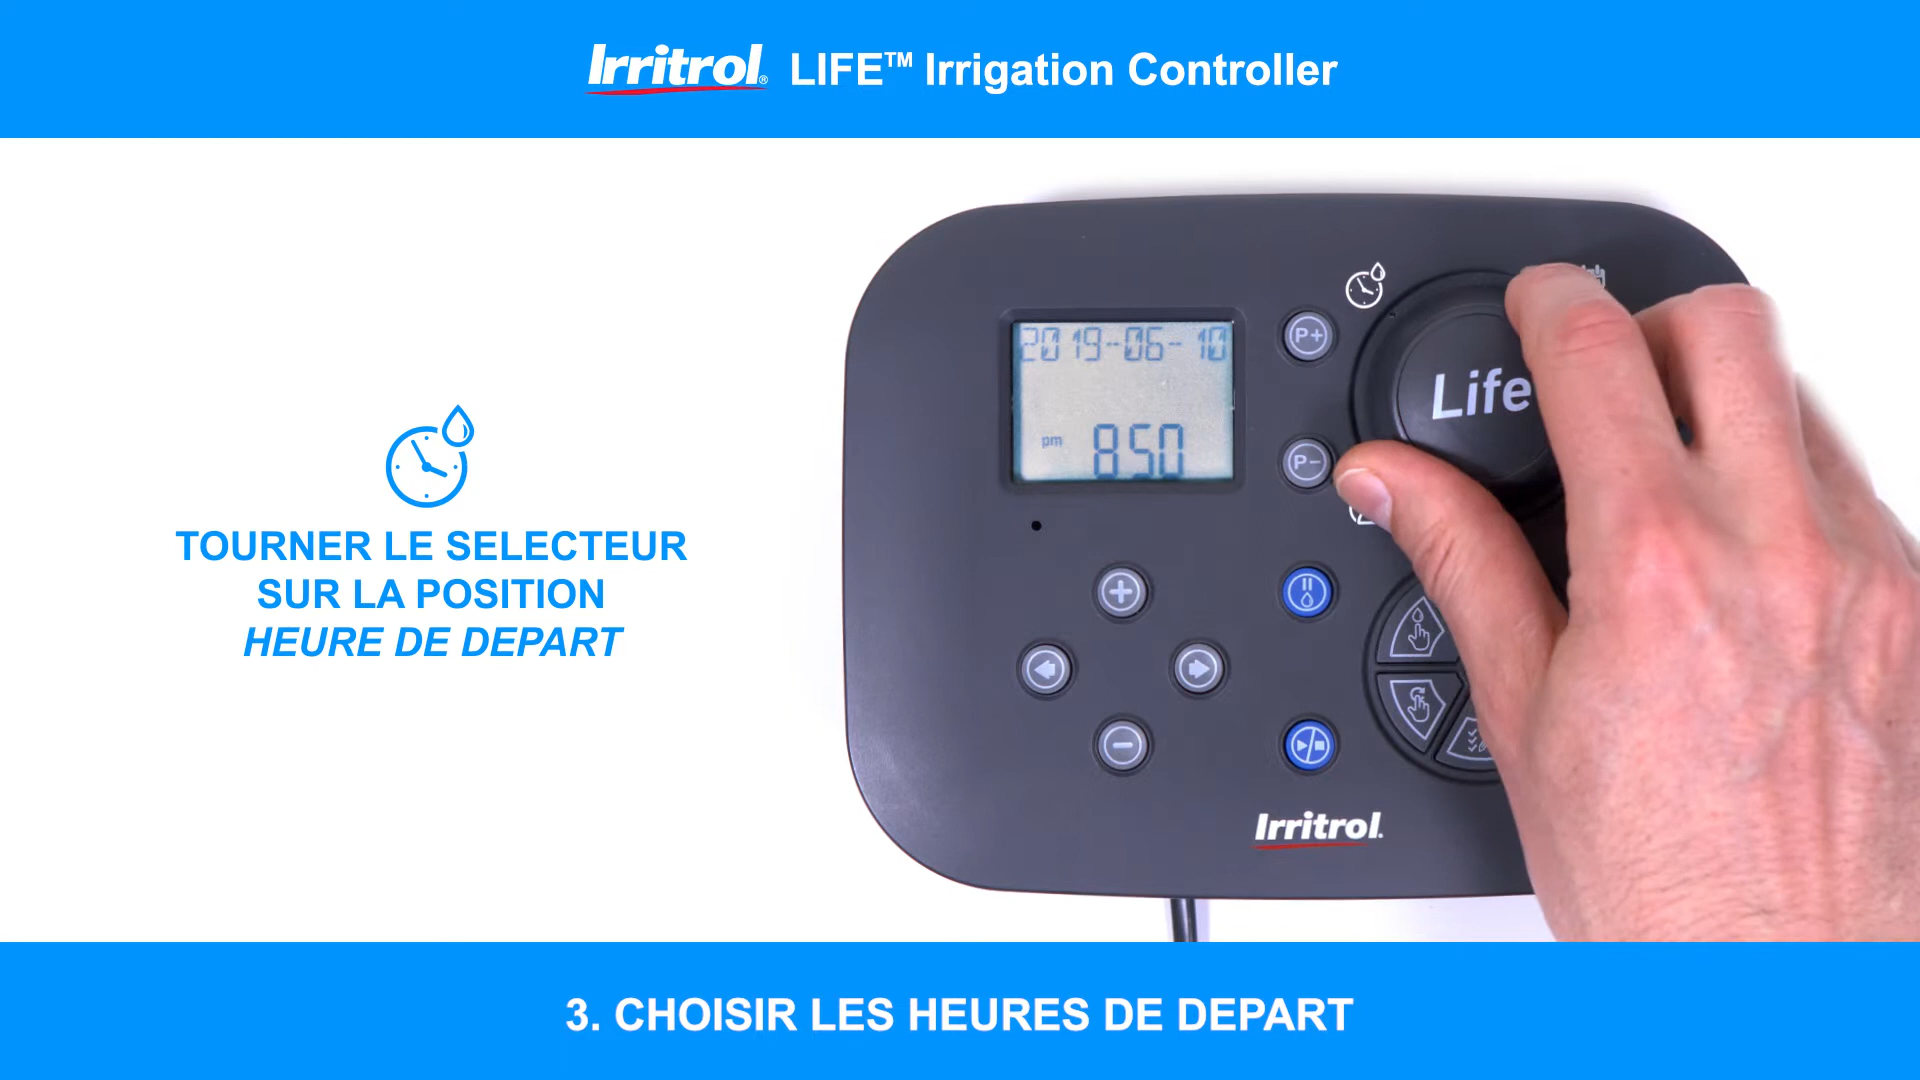 Irritrol® LIFE™ Irrigation Controller
2019-06-10
pm 850
P+
P-
Life
TOURNER LE SELECTEUR
SUR LA POSITION
HEURE DE DEPART
Irritrol.
3. CHOISIR LES HEURES DE DEPART